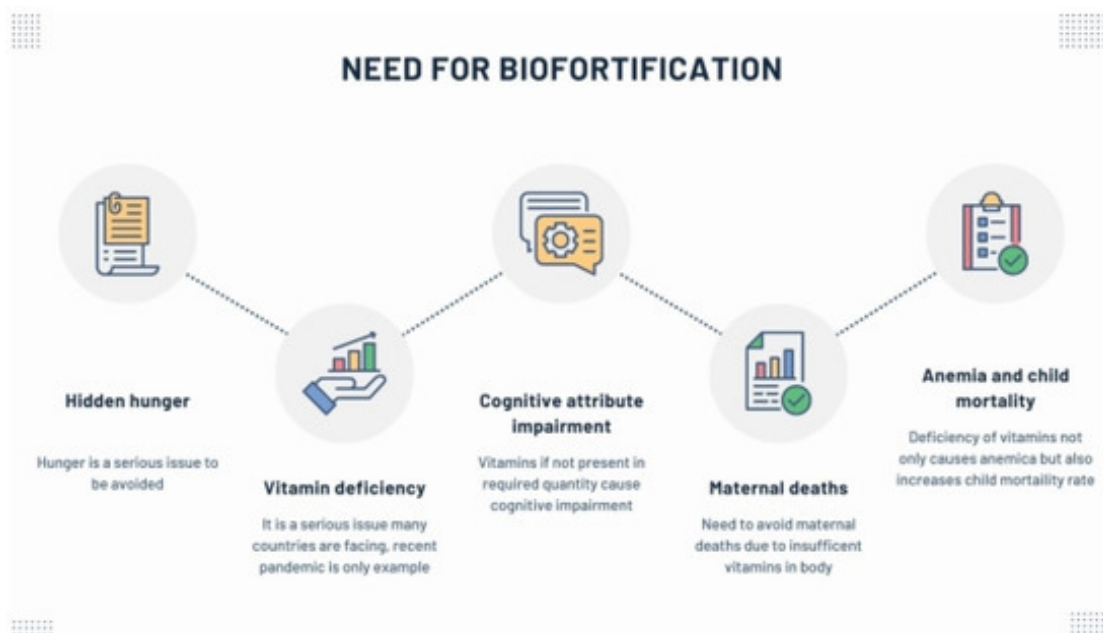 NEED FOR BIOFORTIFICATION
Hidden hunger
Hunger is a serious issue to
be avoided
Vitamin deficiency
It is a serious issue many
countries are facing, recent
pandemic is only example
Cognitive attribute
impairment
Vitamins if not present in
required quantity cause
cognitive impairment
Maternal deaths
Need to avoid maternal
deaths due to insufficent
vitamins in body
Anemia and child
mortality
Deficiency of vitamins not
only causes anemica but also
increases child mortaility rate